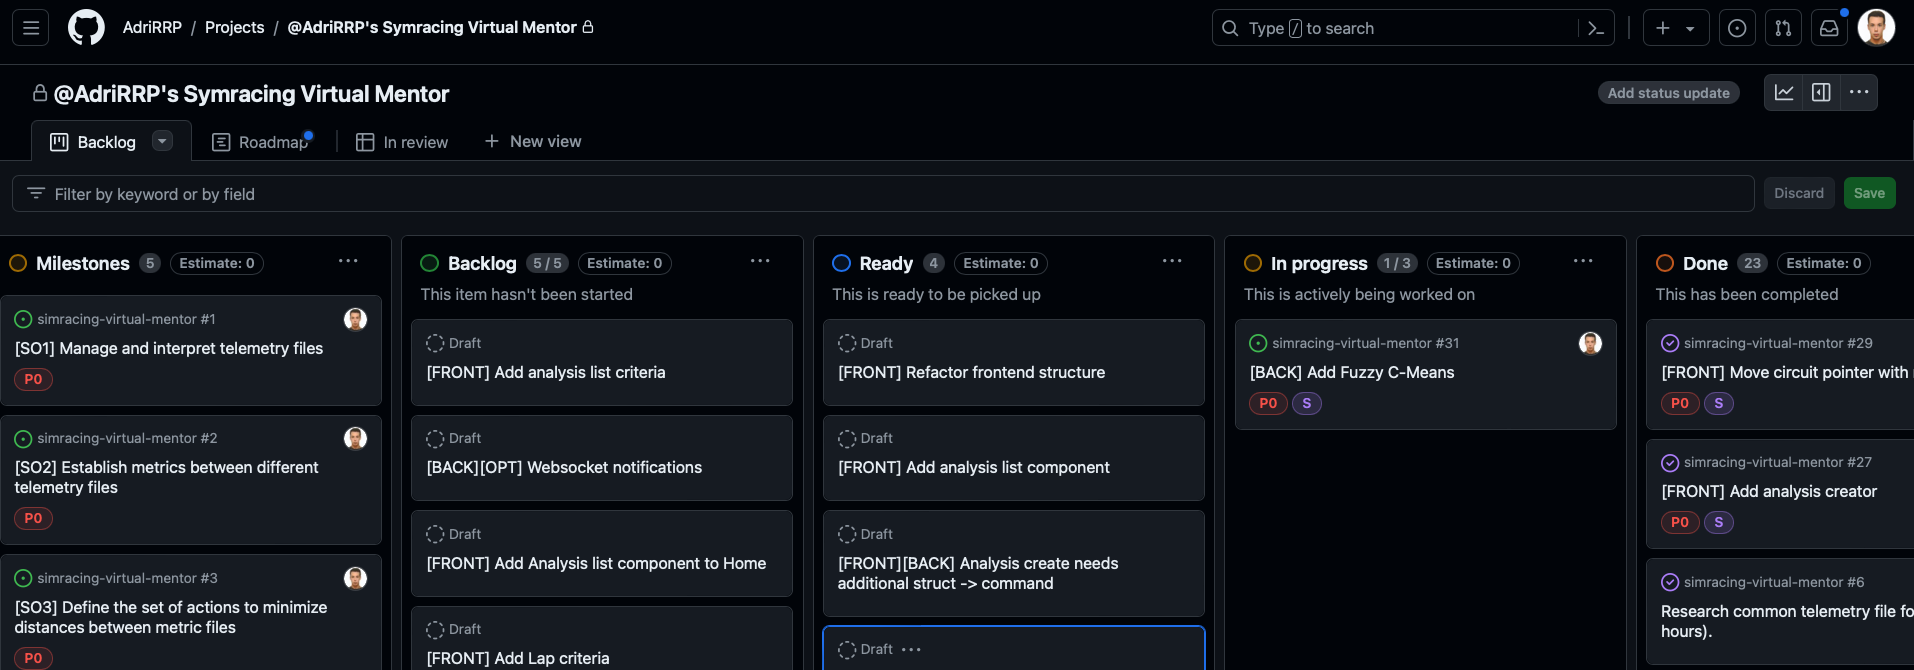 AdriRRP / Projects / @AdriRRP's Symracing Virtual Mentor
Type / to search
@AdriRRP's Symracing Virtual Mentor
Add status update
Backlog
Roadmap
In review
New view
Filter by keyword or by field
Discard
Save
Milestones 5 Estimate: 0
simracing-virtual-mentor #1
[SO1] Manage and interpret telemetry files
P0
simracing-virtual-mentor #2
[SO2] Establish metrics between different
telemetry files
P0
simracing-virtual-mentor #3
[SO3] Define the set of actions to minimize
distances between metric files
P0
Backlog 5 / 5 Estimate: 0
This item hasn't been started
Draft
[FRONT] Add analysis list criteria
Draft
[BACK][OPT] Websocket notifications
Draft
[FRONT] Add Analysis list component to Home
Draft
[FRONT] Add Lap criteria
Ready 4 Estimate: 0
This is ready to be picked up
Draft
[FRONT] Refactor frontend structure
Draft
[FRONT] Add analysis list component
Draft
[FRONT][BACK] Analysis create needs
additional struct -> command
Draft
In progress 1 / 3 Estimate: 0
This is actively being worked on
simracing-virtual-mentor #31
[BACK] Add Fuzzy C-Means
P0 S
Done 23 Estimate: 0
This has been completed
simracing-virtual-mentor #29
[FRONT] Move circuit pointer with
P0 S
simracing-virtual-mentor #27
[FRONT] Add analysis creator
P0 S
simracing-virtual-mentor #6
Research common telemetry file fo
hours).